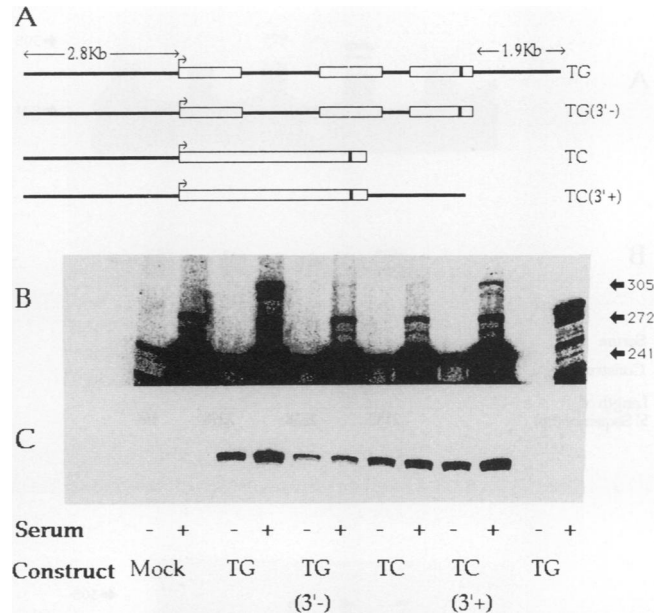 A
2.8Kb
1.9Kb
TG
TG(3'-)
TC
TC(3'+)
B
305
272
241
C
Serum - + - + - + - + - + - +
Construct Mock TG TG TC TC TG
(3'-) (3'+)